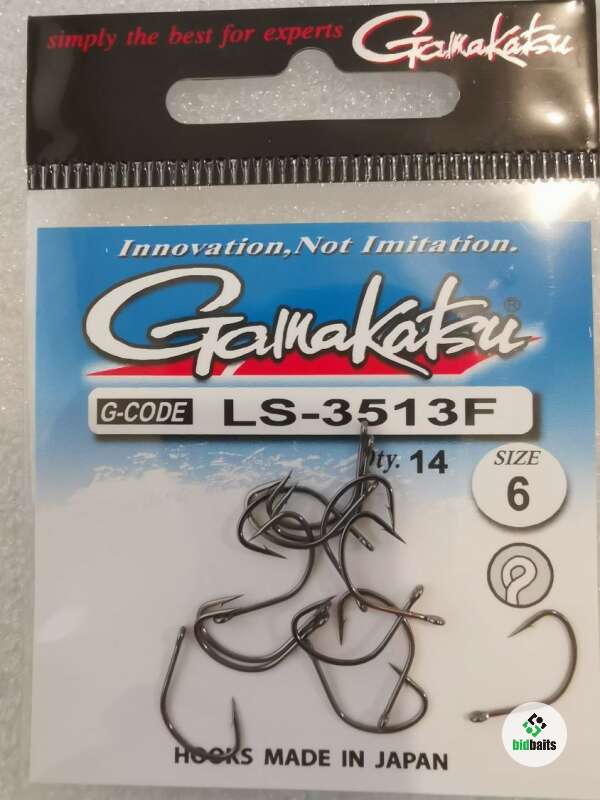 simply the best for experts Gamakatsu
Innovation, Not Imitation.
Gamakatsu®
G-CODE LS-3513F
Qty. 14 SIZE
6
HOOKS MADE IN JAPAN
bidbaits